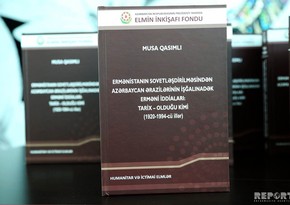 ELMİN İNKİŞAFI FONDU
MUSA QASIMLI
ERMƏNİSTANIN SOVETLƏŞDİRİLMƏSİNDƏN
AZƏRBAYCAN ƏRAZİLƏRİNİN İŞĞALINADƏK
ERMƏNİ İDDİALARI:
TARİX – OLDUĞU KİMİ
(1920-1994-cü illər)
HUMANİTAR VƏ İCTİMAİ ELMLƏR
REPORT